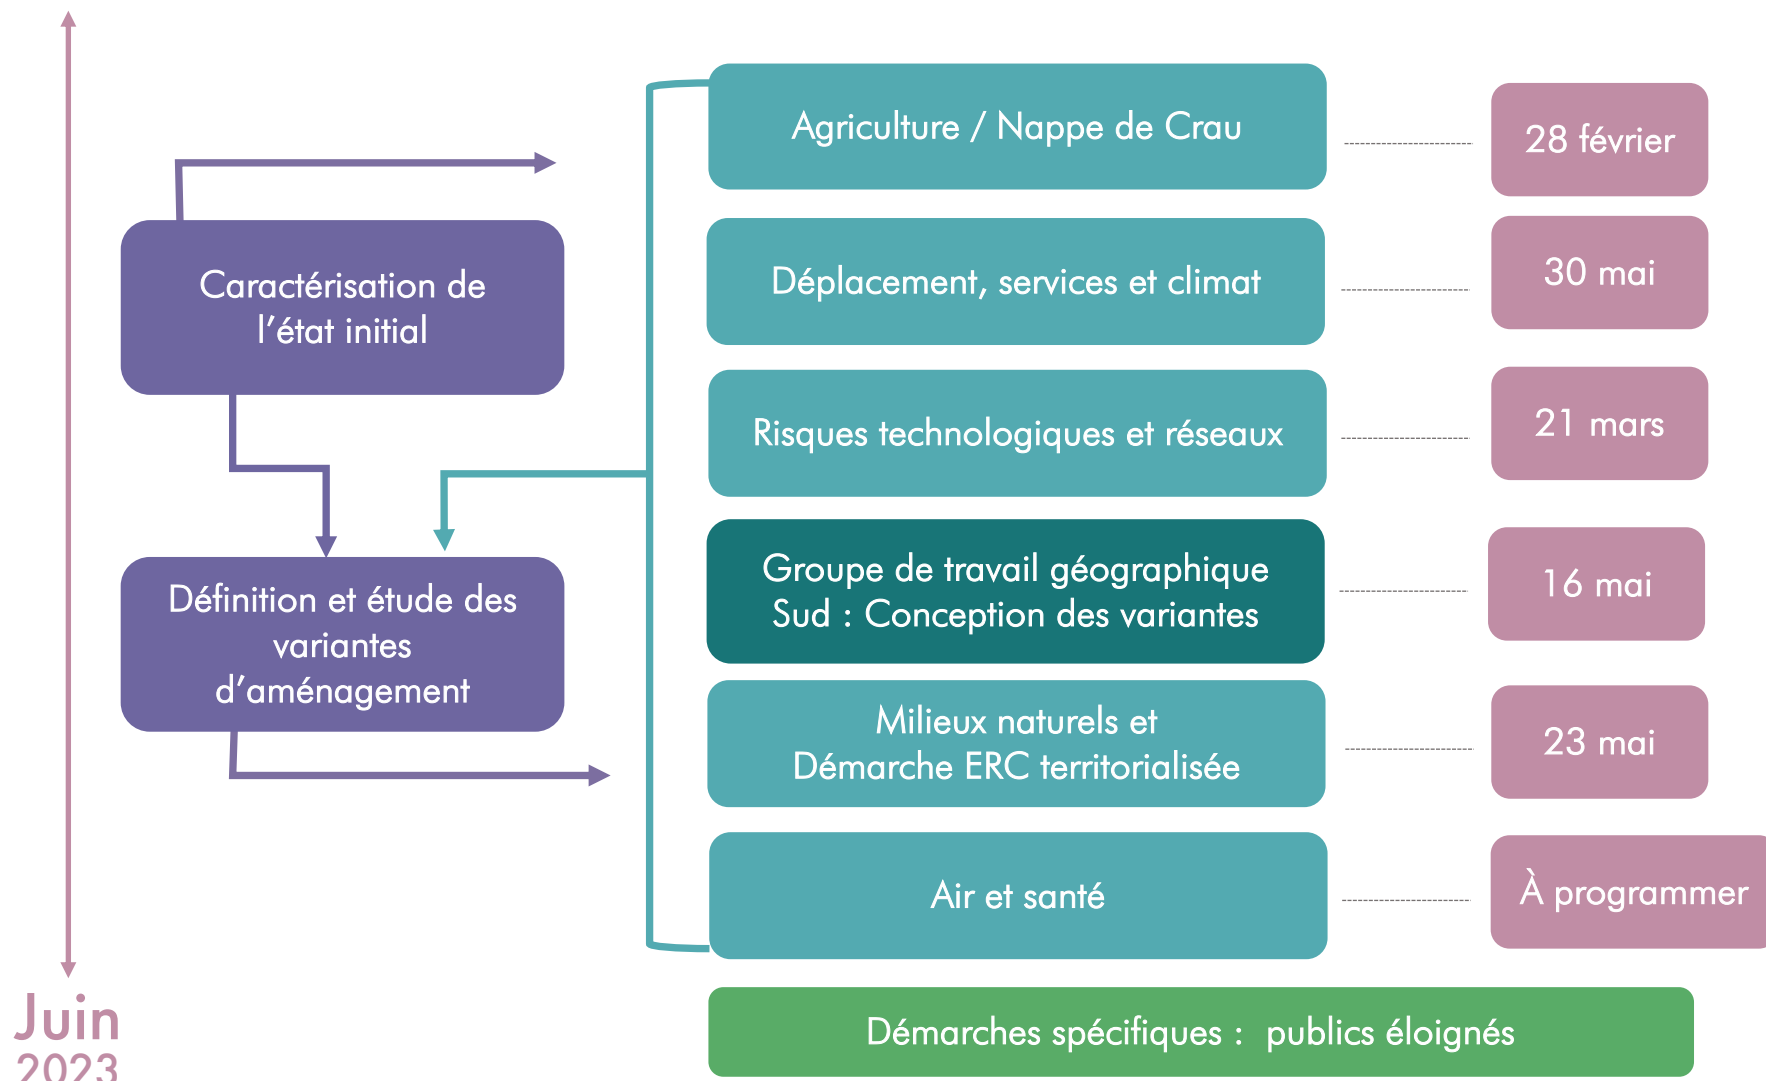 Agriculture / Nappe de Crau
28 février
Caractérisation de
l'état initial
Déplacement, services et climat
30 mai
Risques technologiques et réseaux
21 mars
Définition et étude des
variantes
d'aménagement
Groupe de travail géographique
Sud : Conception des variantes
16 mai
Milieux naturels et
Démarche ERC territorialisée
23 mai
Air et santé
À programmer
Juin
2023
Démarches spécifiques :  publics éloignés